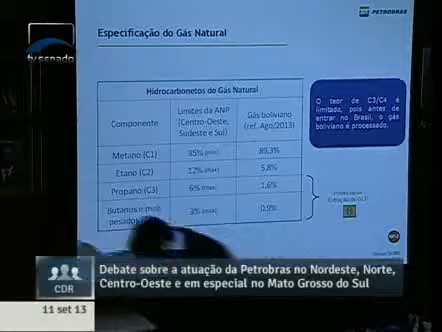 BR PETROBRAS
Especificação do Gás Natural
tv senado
Hidrocarbonetos do Gás Natural
Componente
Limites da ANP
(Centro-Oeste,
Sudeste e Sul)
Gás boliviano
(ref. Ago/2013)
Metano (C1) 85% (min) 89,3%
Etano (C2) 12% (max) 5,8%
Propano (C3) 6% (max) 1,6%
Butanos e mais
pesados 3% (max) 0,9%
O teor de C3/C4 é
limitado, pois antes de
entrar no Brasil, o gás
boliviano é processado.
CDR
Debate sobre a atuação da Petrobras no Nordeste, Norte,
Centro-Oeste e em especial no Mato Grosso do Sul
11 set 13